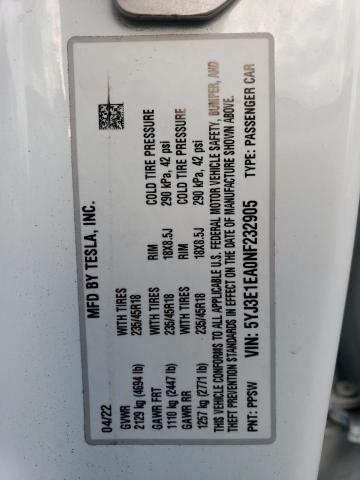 MFD BY TESLA, INC.
04/22
GVWR WITH TIRES RIM COLD TIRE PRESSURE
2129 kg (4694 lb) 235/45R18 18X8.5J 290 kPa, 42 psi
GAWR FRT WITH TIRES RIM COLD TIRE PRESSURE
1110 kg (2447 lb) 235/45R18 18X8.5J 290 kPa, 42 psi
GAWR RR
1257 kg (2771 lb)
THIS VEHICLE CONFORMS TO ALL APPLICABLE U.S. FEDERAL MOTOR VEHICLE SAFETY, BUMPER, AND
THEFT PREVENTION STANDARDS IN EFFECT ON THE DATE OF MANUFACTURE SHOWN ABOVE.
VIN: 5YJ3E1EA0NF232905
PNT: PPSW TYPE: PASSENGER CAR